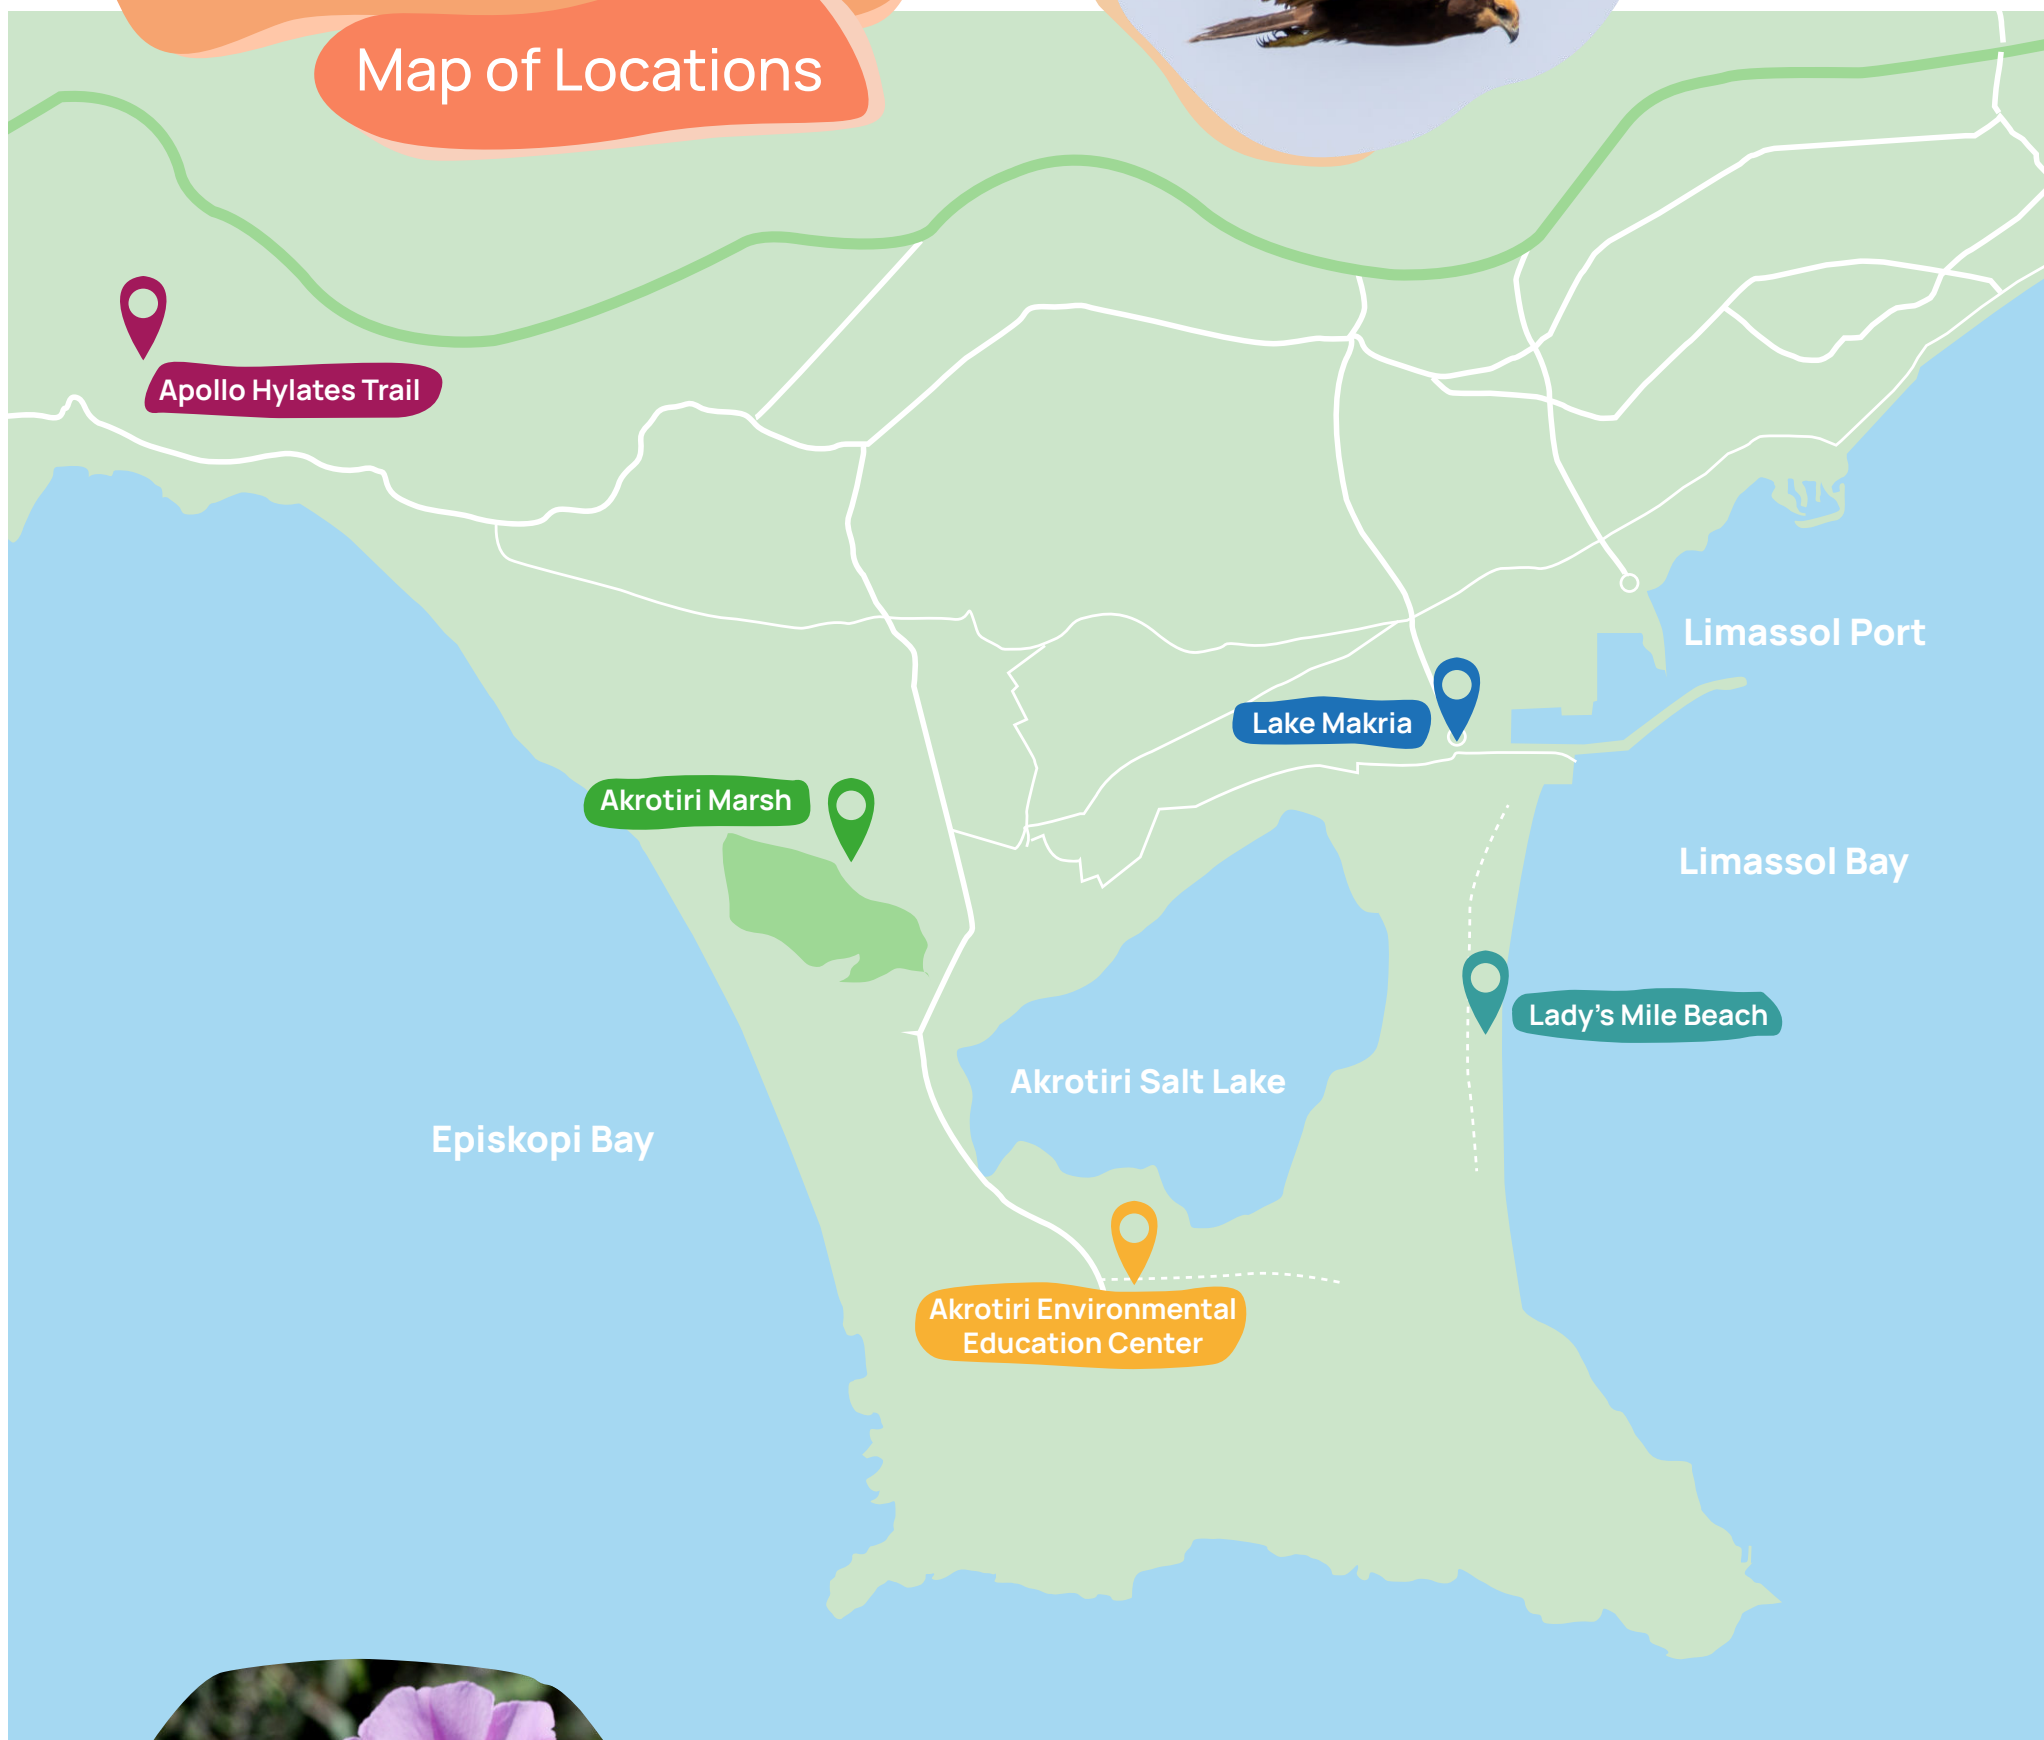 Map of Locations
Apollo Hylates Trail
Limassol Port
Lake Makria
Akrotiri Marsh
Limassol Bay
Lady’s Mile Beach
Akrotiri Salt Lake
Episkopi Bay
Akrotiri Environmental
Education Center